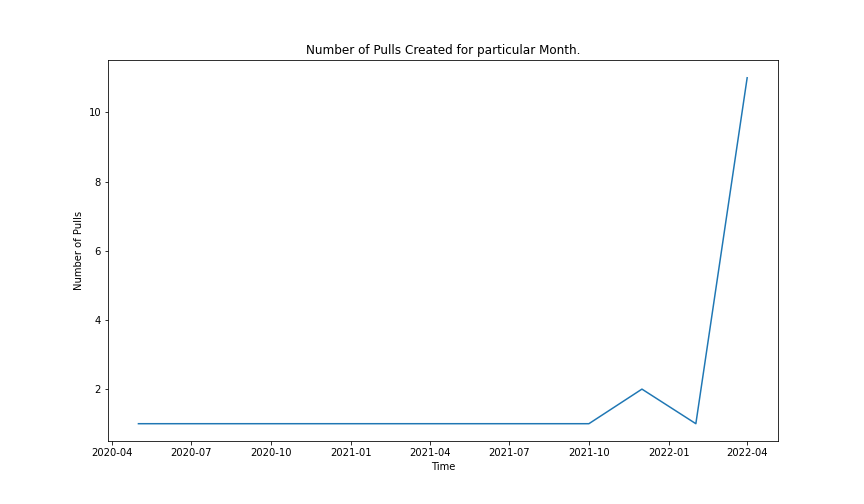 Number of Pulls Created for particular Month.
Number of Pulls
10
8
6
4
2
2020-04 2020-07 2020-10 2021-01 2021-04 2021-07 2021-10 2022-01 2022-04
Time